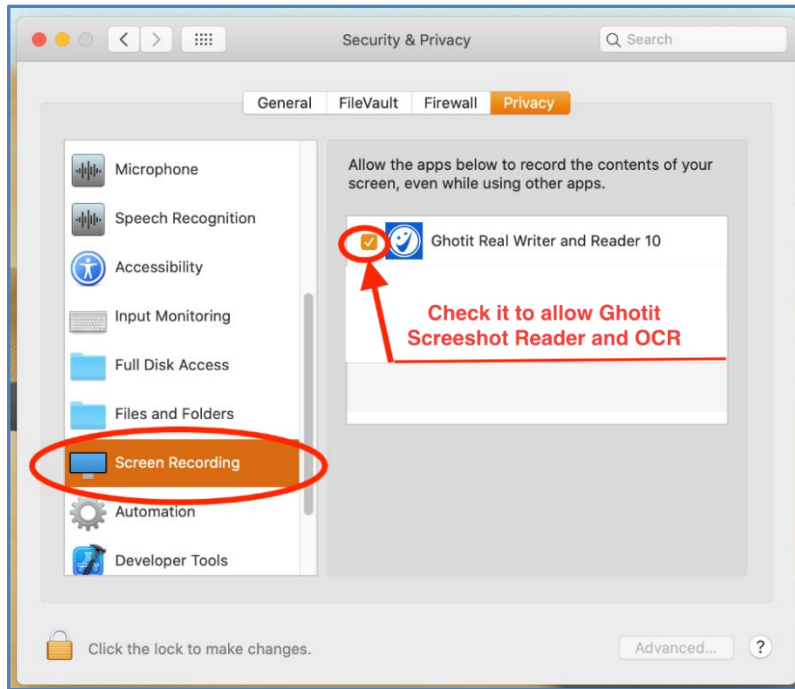 Security & Privacy
Search
General
FileVault
Firewall
Privacy
Microphone
Speech Recognition
Accessibility
Input Monitoring
Full Disk Access
Files and Folders
Screen Recording
Automation
Developer Tools
Allow the apps below to record the contents of your
screen, even while using other apps.
Ghotit Real Writer and Reader 10
Check it to allow Ghotit
Screeshot Reader and OCR
Click the lock to make changes.
Advanced...
?